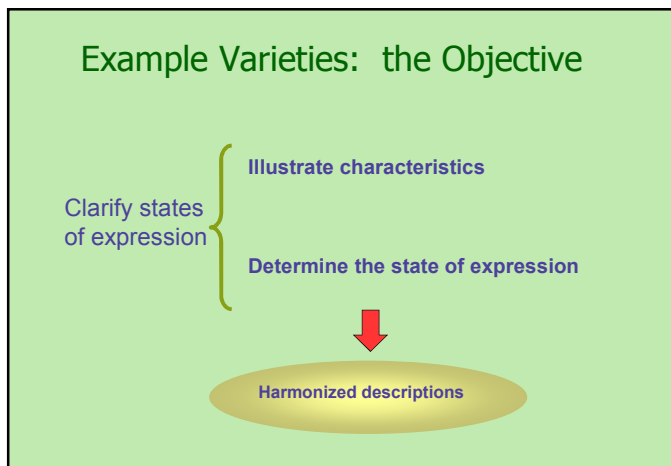 Example Varieties: the Objective
Illustrate characteristics
Clarify states
of expression
Determine the state of expression
Harmonized descriptions